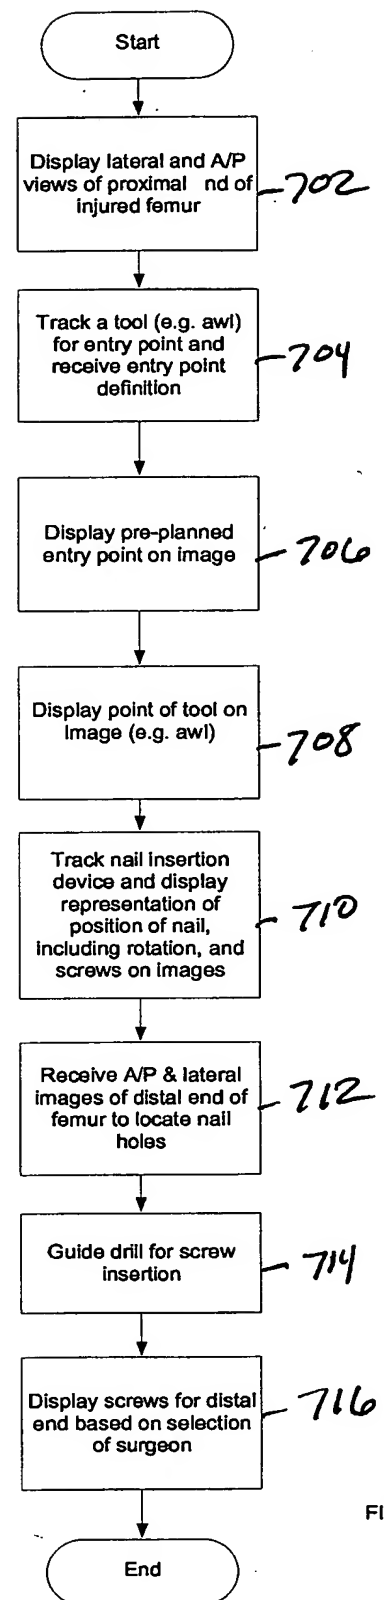 Start
Display lateral and A/P
views of proximal nd of
injured femur
702
Track a tool (e.g. awl)
for entry point and
receive entry point
definition
704
Display pre-planned
entry point on image
706
Display point of tool on
image (e.g. awl)
708
Track nail insertion
device and display
representation of
position of nail,
including rotation, and
screws on images
710
Receive A/P & lateral
images of distal end of
femur to locate nail
holes
712
Guide drill for screw
insertion
714
Display screws for distal
end based on selection
of surgeon
716
FI
End